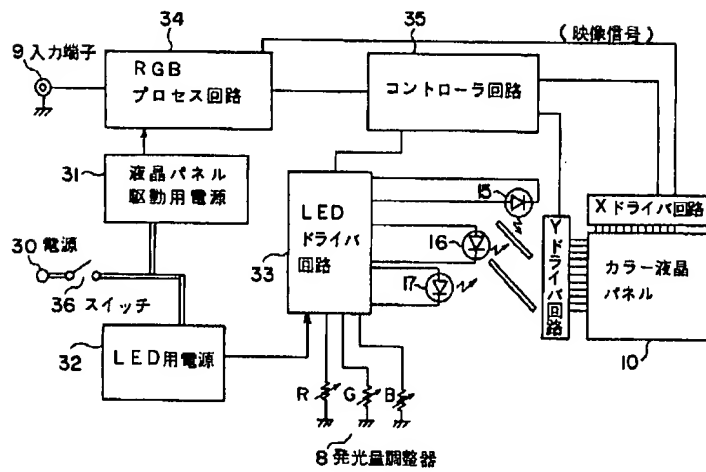 34
35
(映像信号)
9 入力端子
RGB
プロセス回路
コントローラ回路
31
液晶パネル
駆動用電源
30 電源
36 スイッチ
LED
ドライバ
回路
33
15
16
17
Yドライバ回路
Xドライバ回路
カラー液晶
パネル
10
32
LED用電源
R
G
B
8 発光量調整器